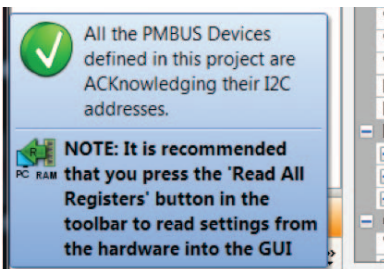 All the PMBUS Devices
defined in this project are
ACKnowledging their I2C
addresses.
NOTE: It is recommended
PC RAM that you press the 'Read All
Registers' button in the
toolbar to read settings from
the hardware into the GUI